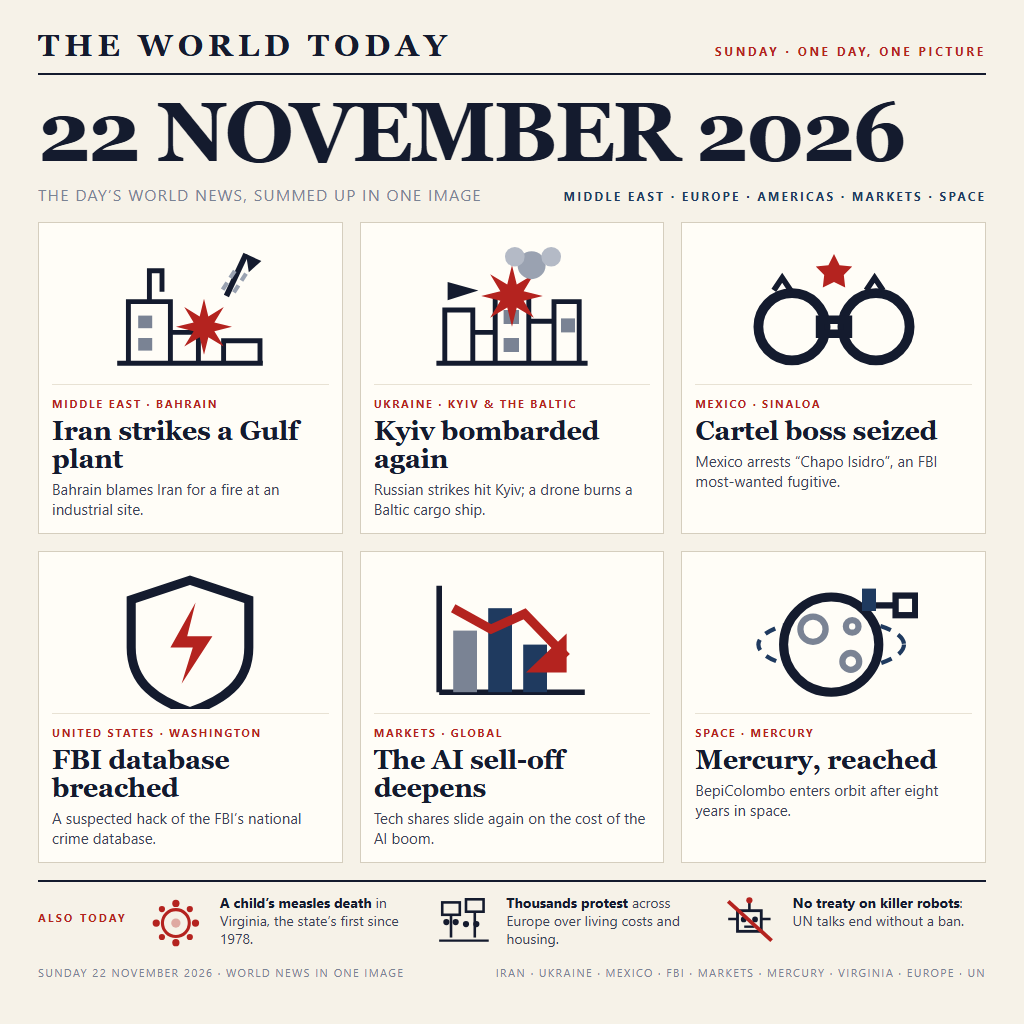 THE WORLD TODAY
SUNDAY · ONE DAY, ONE PICTURE
22 NOVEMBER 2026
THE DAY’S WORLD NEWS, SUMMED UP IN ONE IMAGE
MIDDLE EAST · EUROPE · AMERICAS · MARKETS · SPACE
MIDDLE EAST · BAHRAIN
Iran strikes a Gulf
plant
Bahrain blames Iran for a fire at an
industrial site.
UKRAINE · KYIV & THE BALTIC
Kyiv bombarded
again
Russian strikes hit Kyiv; a drone burns a
Baltic cargo ship.
MEXICO · SINALOA
Cartel boss seized
Mexico arrests “Chapo Isidro”, an FBI
most-wanted fugitive.
UNITED STATES · WASHINGTON
FBI database
breached
A suspected hack of the FBI’s national
crime database.
MARKETS · GLOBAL
The AI sell-off
deepens
Tech shares slide again on the cost of the
AI boom.
SPACE · MERCURY
Mercury, reached
BepiColombo enters orbit after eight
years in space.
ALSO TODAY
A child’s measles death in
Virginia, the state’s first since
1978.
Thousands protest across
Europe over living costs and
housing.
No treaty on killer robots:
UN talks end without a ban.
SUNDAY 22 NOVEMBER 2026 · WORLD NEWS IN ONE IMAGE
IRAN · UKRAINE · MEXICO · FBI · MARKETS · MERCURY · VIRGINIA · EUROPE · UN